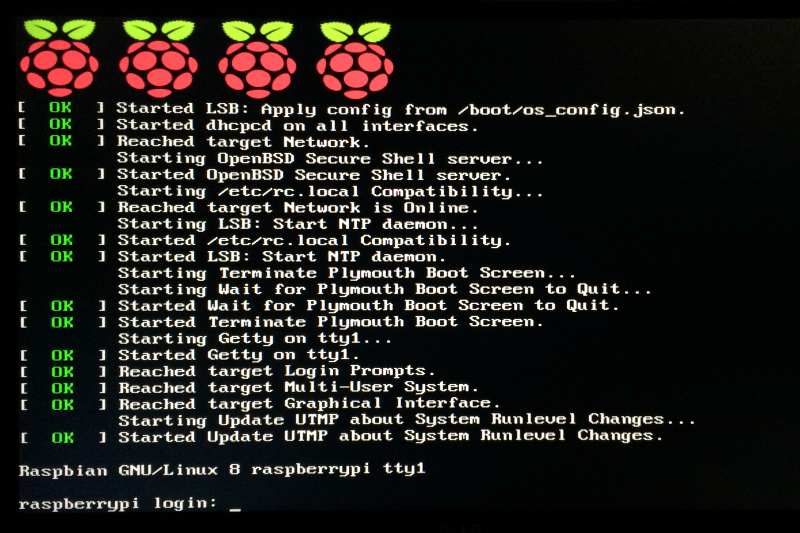 [  OK  ] Started LSB: Apply config from /boot/os_config.json.
[  OK  ] Started dhcpcd on all interfaces.
[  OK  ] Reached target Network.
         Starting OpenBSD Secure Shell server...
[  OK  ] Started OpenBSD Secure Shell server.
         Starting /etc/rc.local Compatibility...
[  OK  ] Reached target Network is Online.
         Starting LSB: Start NTP daemon...
[  OK  ] Started /etc/rc.local Compatibility.
[  OK  ] Started LSB: Start NTP daemon.
         Starting Terminate Plymouth Boot Screen...
         Starting Wait for Plymouth Boot Screen to Quit...
[  OK  ] Started Wait for Plymouth Boot Screen to Quit.
[  OK  ] Started Terminate Plymouth Boot Screen.
         Starting Getty on tty1...
[  OK  ] Started Getty on tty1.
[  OK  ] Reached target Login Prompts.
[  OK  ] Reached target Multi-User System.
[  OK  ] Reached target Graphical Interface.
         Starting Update UTMP about System Runlevel Changes...
[  OK  ] Started Update UTMP about System Runlevel Changes.
Raspbian GNU/Linux 8 raspberrypi tty1
raspberrypi login: _